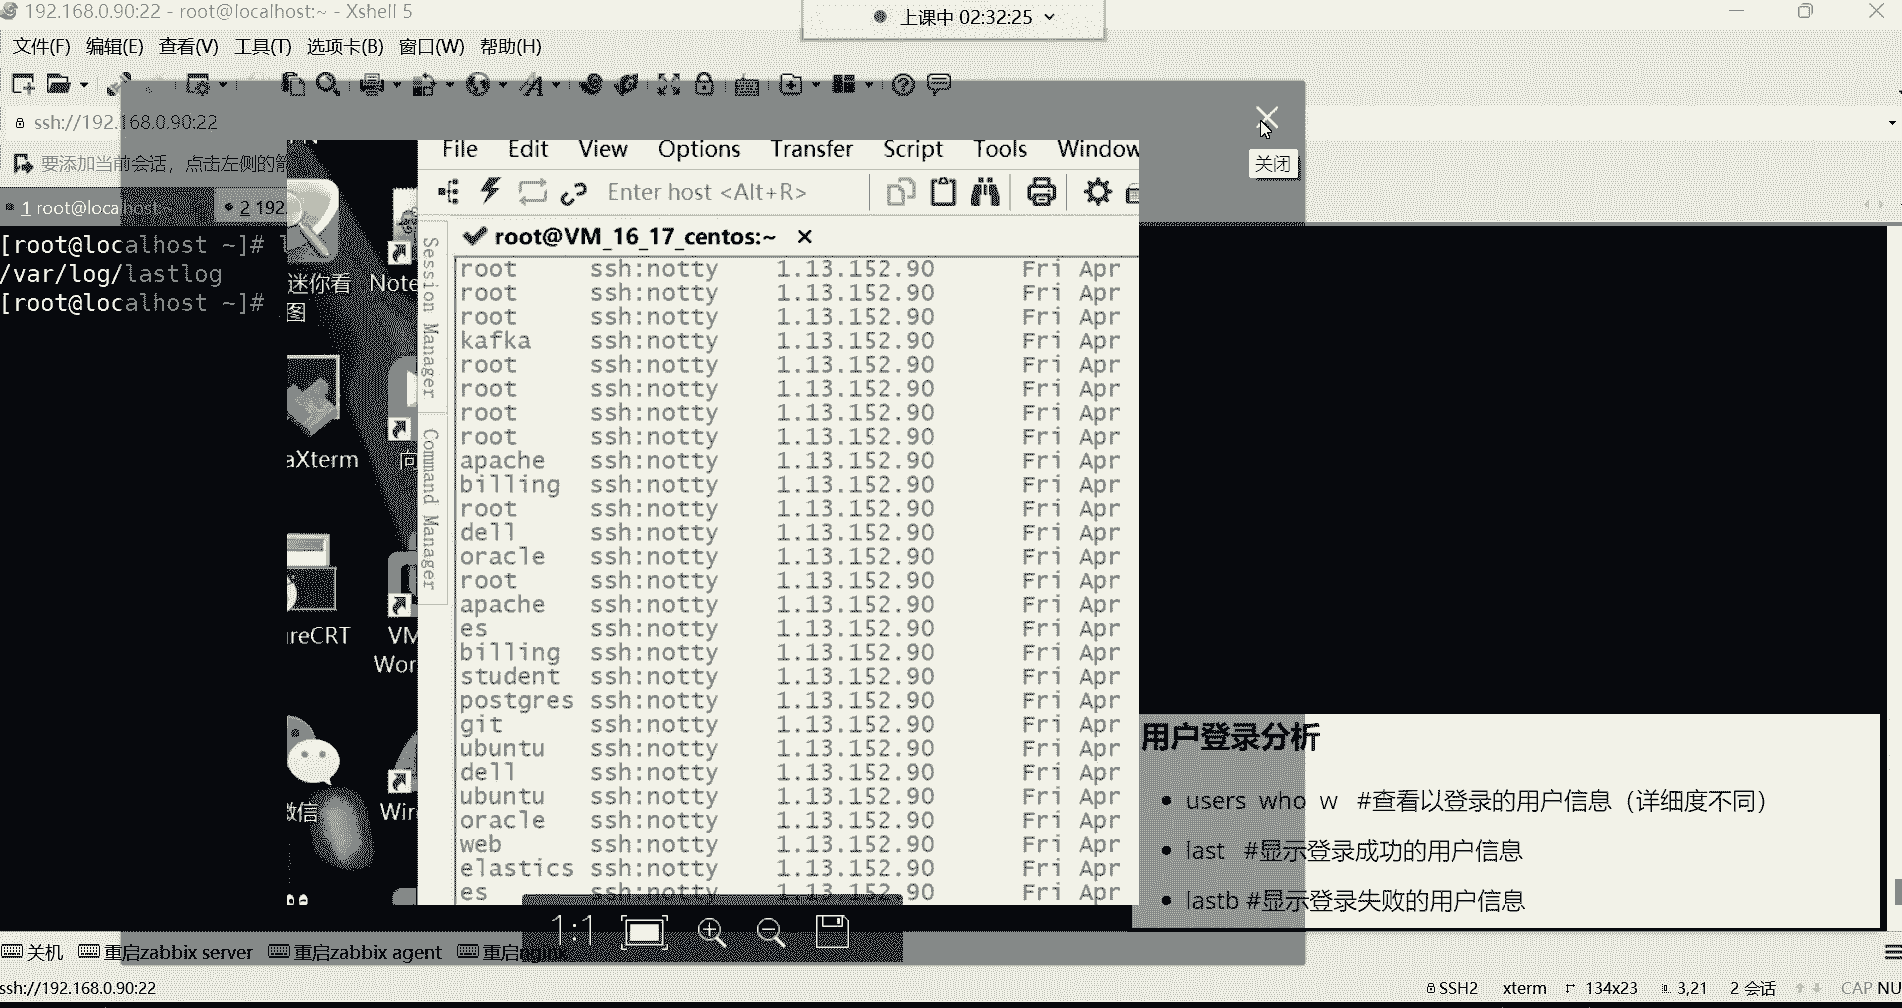 192.168.0.90:22 - root@localhost:~ - Xshell 5
上课中 02:32:25
文件(F) 编辑(E) 查看(V) 工具(T) 选项卡(B) 窗口(W) 帮助(H)
ssh://192.168.0.90:22
关闭
要添加当前会话，点击左侧的箭
1 root@localhost:~
2 192.
[root@localhost ~]# l
/var/log/lastlog
[root@localhost ~]#
迷你看
图
Note
aXterm
向
reCRT
VM
Wor
微信
Wir
File Edit View Options Transfer Script Tools Window
Enter host <Alt+R>
root@VM_16_17_centos:~
Session Manager
Command Manager
root ssh:notty 1.13.152.90 Fri Apr
root ssh:notty 1.13.152.90 Fri Apr
root ssh:notty 1.13.152.90 Fri Apr
kafka ssh:notty 1.13.152.90 Fri Apr
root ssh:notty 1.13.152.90 Fri Apr
root ssh:notty 1.13.152.90 Fri Apr
root ssh:notty 1.13.152.90 Fri Apr
root ssh:notty 1.13.152.90 Fri Apr
apache ssh:notty 1.13.152.90 Fri Apr
billing ssh:notty 1.13.152.90 Fri Apr
root ssh:notty 1.13.152.90 Fri Apr
dell ssh:notty 1.13.152.90 Fri Apr
oracle ssh:notty 1.13.152.90 Fri Apr
root ssh:notty 1.13.152.90 Fri Apr
apache ssh:notty 1.13.152.90 Fri Apr
es ssh:notty 1.13.152.90 Fri Apr
billing ssh:notty 1.13.152.90 Fri Apr
student ssh:notty 1.13.152.90 Fri Apr
postgres ssh:notty 1.13.152.90 Fri Apr
git ssh:notty 1.13.152.90 Fri Apr
ubuntu ssh:notty 1.13.152.90 Fri Apr
dell ssh:notty 1.13.152.90 Fri Apr
ubuntu ssh:notty 1.13.152.90 Fri Apr
oracle ssh:notty 1.13.152.90 Fri Apr
web ssh:notty 1.13.152.90 Fri Apr
elastics ssh:notty 1.13.152.90 Fri Apr
es ssh:notty 1.13.152.90 Fri Apr
1:1
用户登录分析
users who w #查看以登录的用户信息（详细度不同）
last #显示登录成功的用户信息
lastb #显示登录失败的用户信息
关机 重启zabbix server 重启zabbix agent 重启nginx
ssh://192.168.0.90:22
SSH2 xterm 134x23 3,21 2 会话 CAP NU